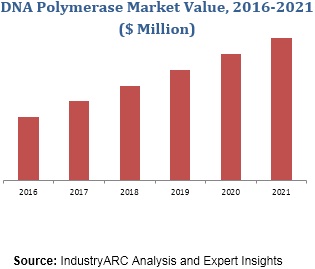 DNA Polymerase Market Value, 2016-2021
($ Million)
2016 2017 2018 2019 2020 2021
Source: IndustryARC Analysis and Expert Insights